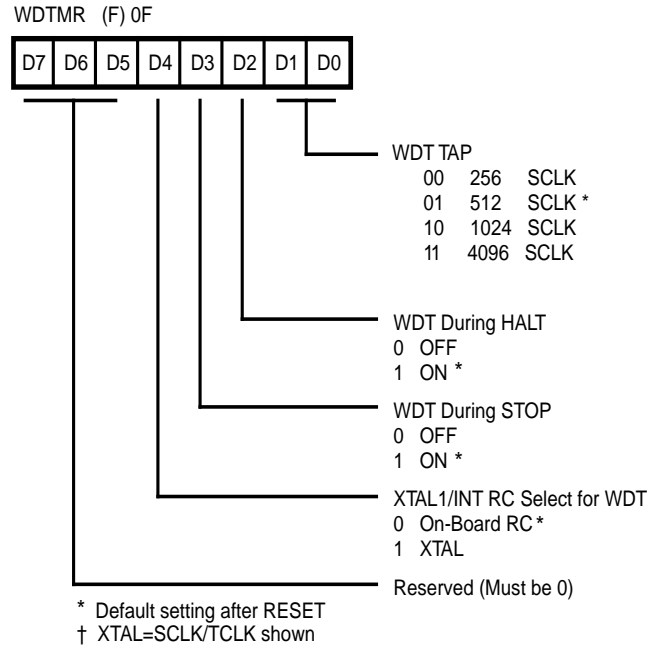 WDTMR (F) 0F
D7 D6 D5 D4 D3 D2 D1 D0
WDT TAP
00 256 SCLK
01 512 SCLK *
10 1024 SCLK
11 4096 SCLK
WDT During HALT
0 OFF
1 ON *
WDT During STOP
0 OFF
1 ON *
XTAL1/INT RC Select for WDT
0 On-Board RC *
1 XTAL
Reserved (Must be 0)
* Default setting after RESET
† XTAL=SCLK/TCLK shown